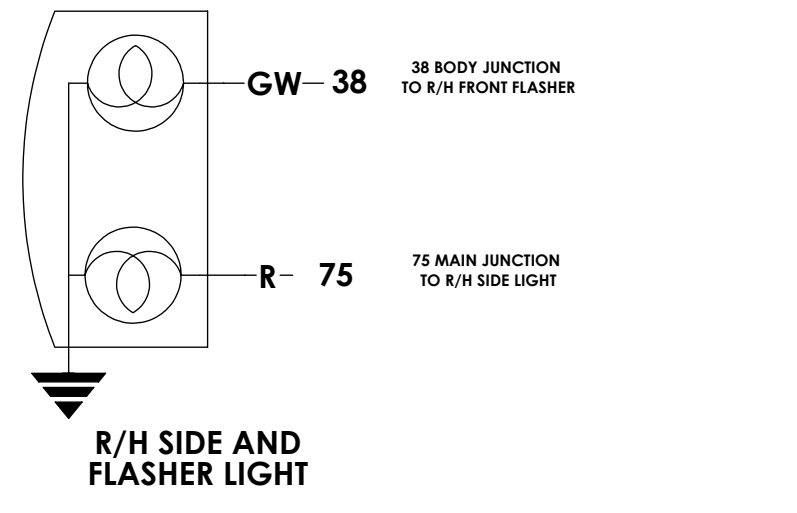 GW 38
38 BODY JUNCTION
TO R/H FRONT FLASHER
R 75
75 MAIN JUNCTION
TO R/H SIDE LIGHT
R/H SIDE AND
FLASHER LIGHT